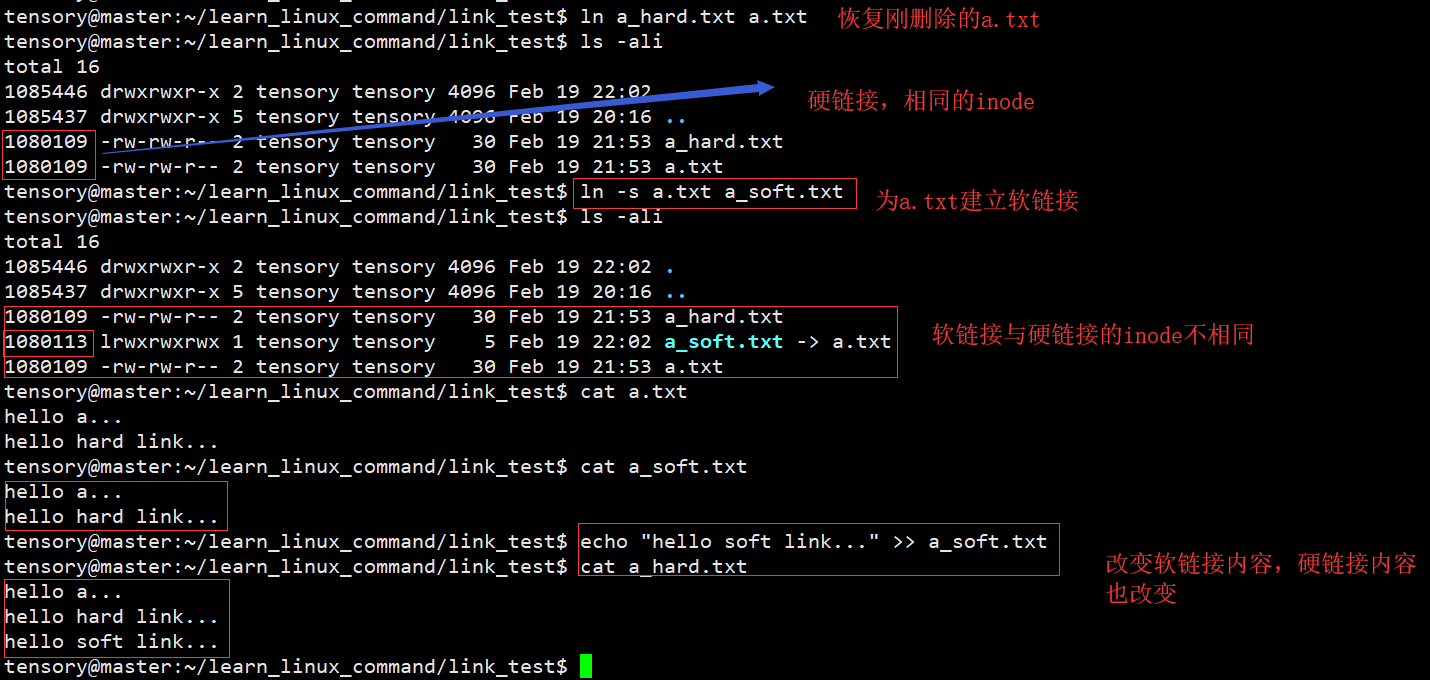 tensory@master:~/learn_linux_command/link_test$ ln a_hard.txt a.txt 恢复刚删除的a.txt
tensory@master:~/learn_linux_command/link_test$ ls -ali
total 16
1085446 drwxrwxr-x 2 tensory tensory 4096 Feb 19 22:02
硬链接，相同的inode
1085437 drwxrwxr-x 5 tensory tensory 4096 Feb 19 20:16 ..
1080109 -rw-rw-r-- 2 tensory tensory   30 Feb 19 21:53 a_hard.txt
1080109 -rw-rw-r-- 2 tensory tensory   30 Feb 19 21:53 a.txt
tensory@master:~/learn_linux_command/link_test$ ln -s a.txt a_soft.txt 为a.txt建立软链接
tensory@master:~/learn_linux_command/link_test$ ls -ali
total 16
1085446 drwxrwxr-x 2 tensory tensory 4096 Feb 19 22:02 .
1085437 drwxrwxr-x 5 tensory tensory 4096 Feb 19 20:16 ..
1080109 -rw-rw-r-- 2 tensory tensory   30 Feb 19 21:53 a_hard.txt
1080113 lrwxrwxrwx 1 tensory tensory    5 Feb 19 22:02 a_soft.txt -> a.txt 软链接与硬链接的inode不相同
1080109 -rw-rw-r-- 2 tensory tensory   30 Feb 19 21:53 a.txt
tensory@master:~/learn_linux_command/link_test$ cat a.txt
hello a...
hello hard link...
tensory@master:~/learn_linux_command/link_test$ cat a_soft.txt
hello a...
hello hard link...
tensory@master:~/learn_linux_command/link_test$ echo "hello soft link..." >> a_soft.txt
tensory@master:~/learn_linux_command/link_test$ cat a_hard.txt
改变软链接内容，硬链接内容
也改变
hello a...
hello hard link...
hello soft link...
tensory@master:~/learn_linux_command/link_test$